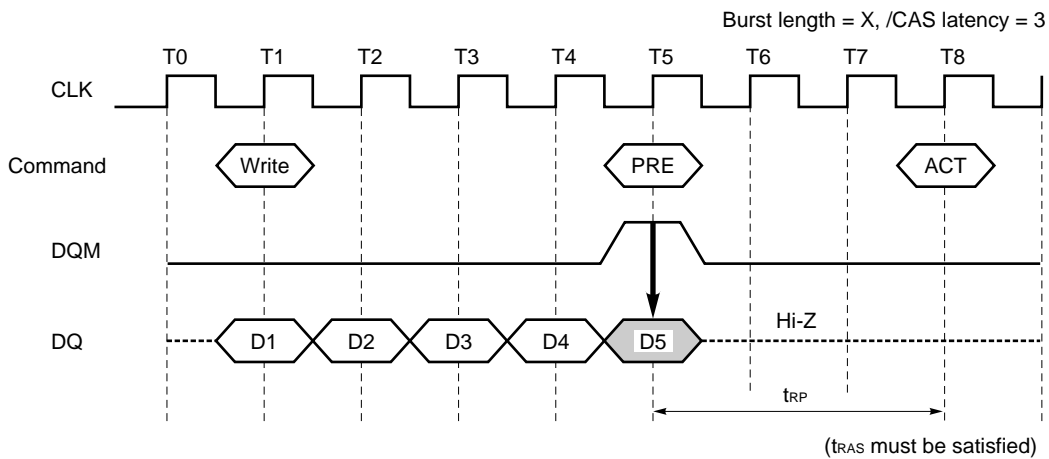 Burst length = X, /CAS latency = 3
T0 T1 T2 T3 T4 T5 T6 T7 T8
CLK
Command Write PRE ACT
DQM
DQ D1 D2 D3 D4 D5 Hi-Z
tRP
(tRAS must be satisfied)